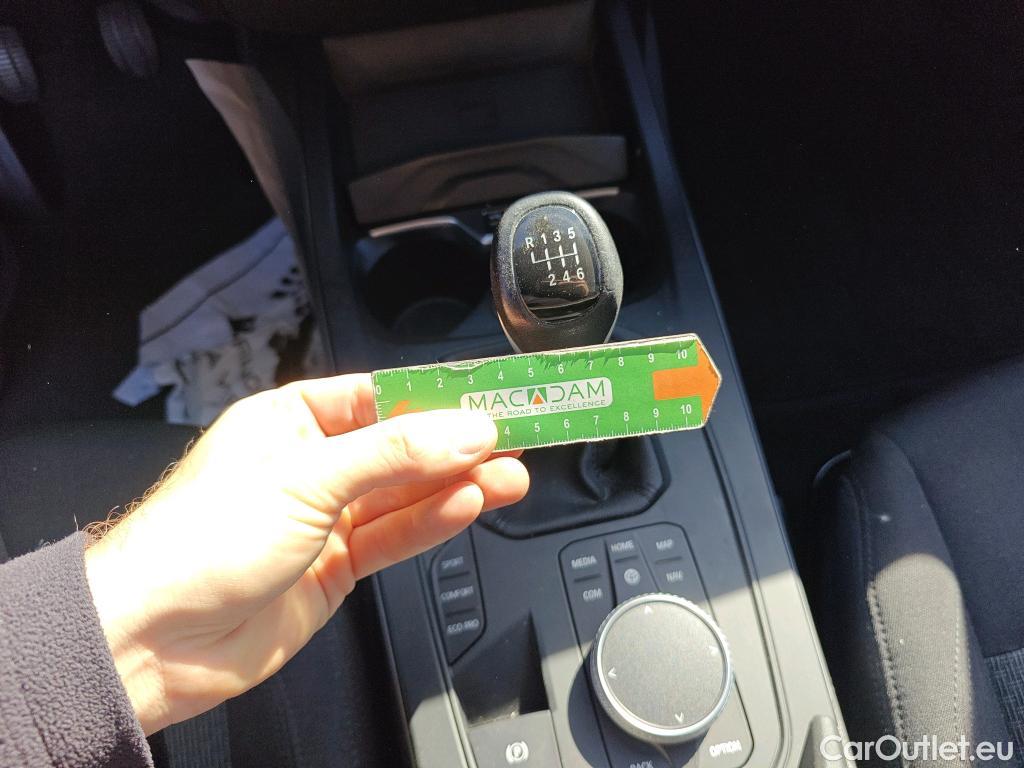 R 1 3 5
2 4 6
0 1 2 3 4 5 6 7 8 9 10
MACADAM
THE ROAD TO EXCELLENCE
4 5 6 7 8 9 10
SPORT
COMFORT
ECO PRO
MEDIA HOME MAP
COM NAV
BACK OPTION
P
CarOutlet.eu